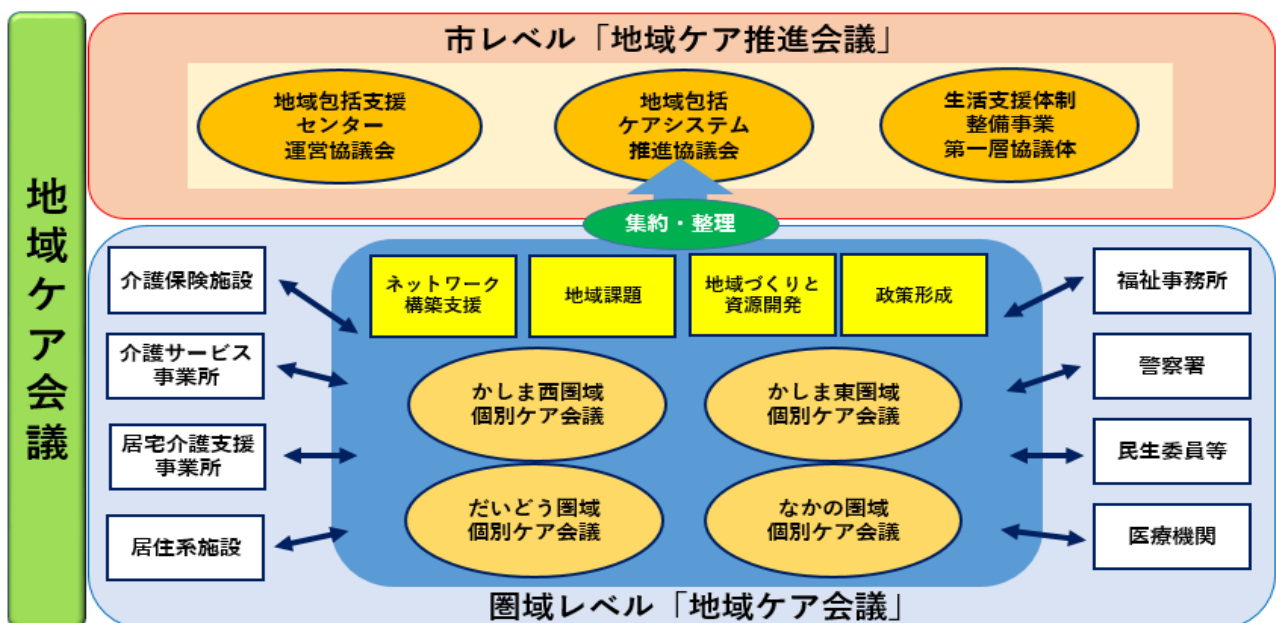 地域ケア会議
市レベル「地域ケア推進会議」
地域包括支援
センター
運営協議会
地域包括
ケアシステム
推進協議会
生活支援体制
整備事業
第一層協議体
集約・整理
介護保険施設
介護サービス
事業所
居宅介護支援
事業所
居住系施設
ネットワーク
構築支援
地域課題
地域づくりと
資源開発
政策形成
かしま西圏域
個別ケア会議
かしま東圏域
個別ケア会議
だいどう圏域
個別ケア会議
なかの圏域
個別ケア会議
福祉事務所
警察署
民生委員等
医療機関
圏域レベル「地域ケア会議」